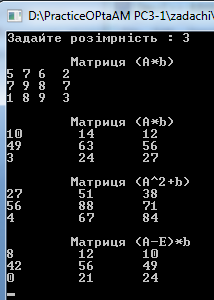 D:\PracticeOPtaAM PC3-1\zadachi\
Задайте розімрність : 3
Матриця (A*b)
5 7 6 2
7 9 8 7
1 8 9 3
Матриця (A*b)
10 14 12
49 63 56
3 24 27
Матриця (A^2+b)
27 51 38
56 88 71
4 67 84
Матриця (A-E)*b
8 12 10
42 56 49
0 21 24